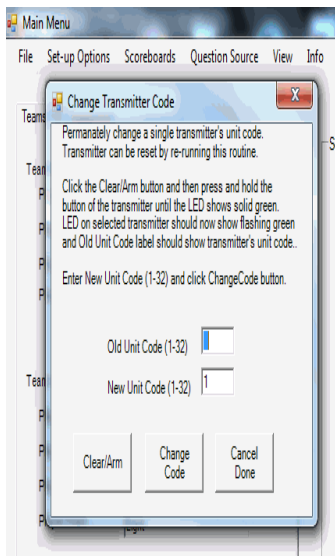 Main Menu
File Set-up Options Scoreboards Question Source View Info
Change Transmitter Code
Teams
Permanately change a single transmitter's unit code.
Transmitter can be reset by re-running this routine.
Click the Clear/Arm button and then press and hold the
button of the transmitter until the LED shows solid green.
LED on selected transmitter should now show flashing green
and Old Unit Code label should show transmitter's unit code..
Enter New Unit Code (1-32) and click ChangeCode button.
Old Unit Code (1-32)
New Unit Code (1-32) 1
Clear/Arm
Change
Code
Cancel
Done